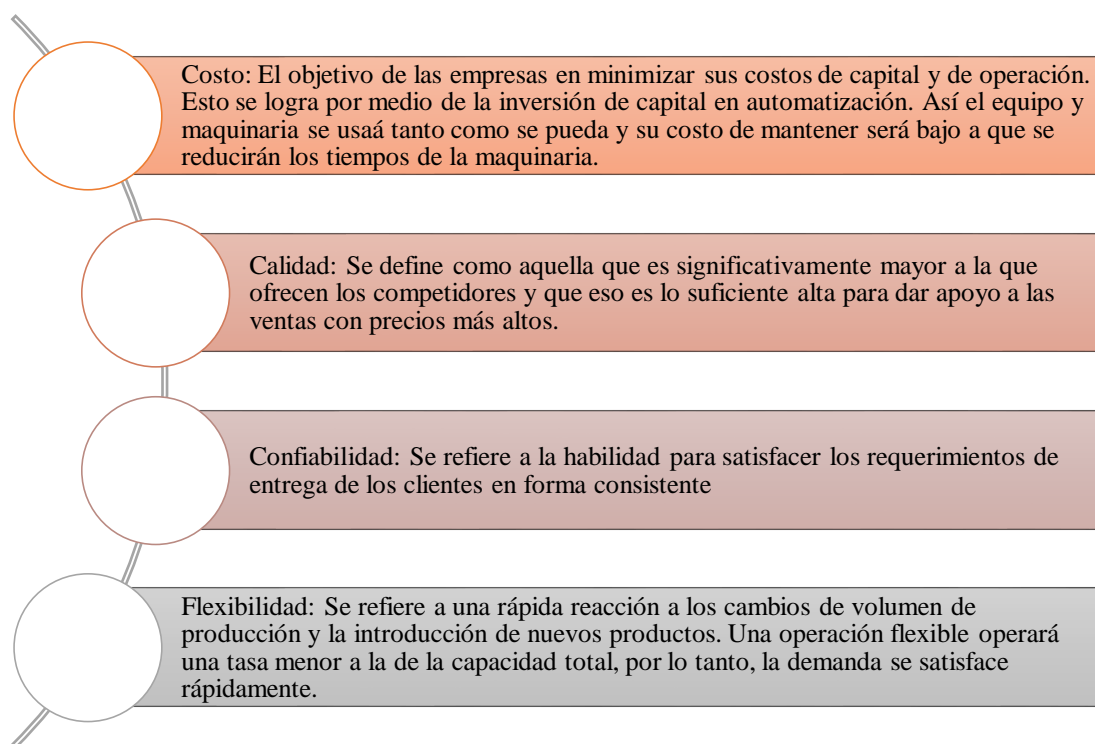 Costo: El objetivo de las empresas en minimizar sus costos de capital y de operación.
Esto se logra por medio de la inversión de capital en automatización. Así el equipo y
maquinaria se usaá tanto como se pueda y su costo de mantener será bajo a que se
reducirán los tiempos de la maquinaria.
Calidad: Se define como aquella que es significativamente mayor a la que
ofrecen los competidores y que eso es lo suficiente alta para dar apoyo a las
ventas con precios más altos.
Confiabilidad: Se refiere a la habilidad para satisfacer los requerimientos de
entrega de los clientes en forma consistente
Flexibilidad: Se refiere a una rápida reacción a los cambios de volumen de
producción y la introducción de nuevos productos. Una operación flexible operará
una tasa menor a la de la capacidad total, por lo tanto, la demanda se satisface
rápidamente.